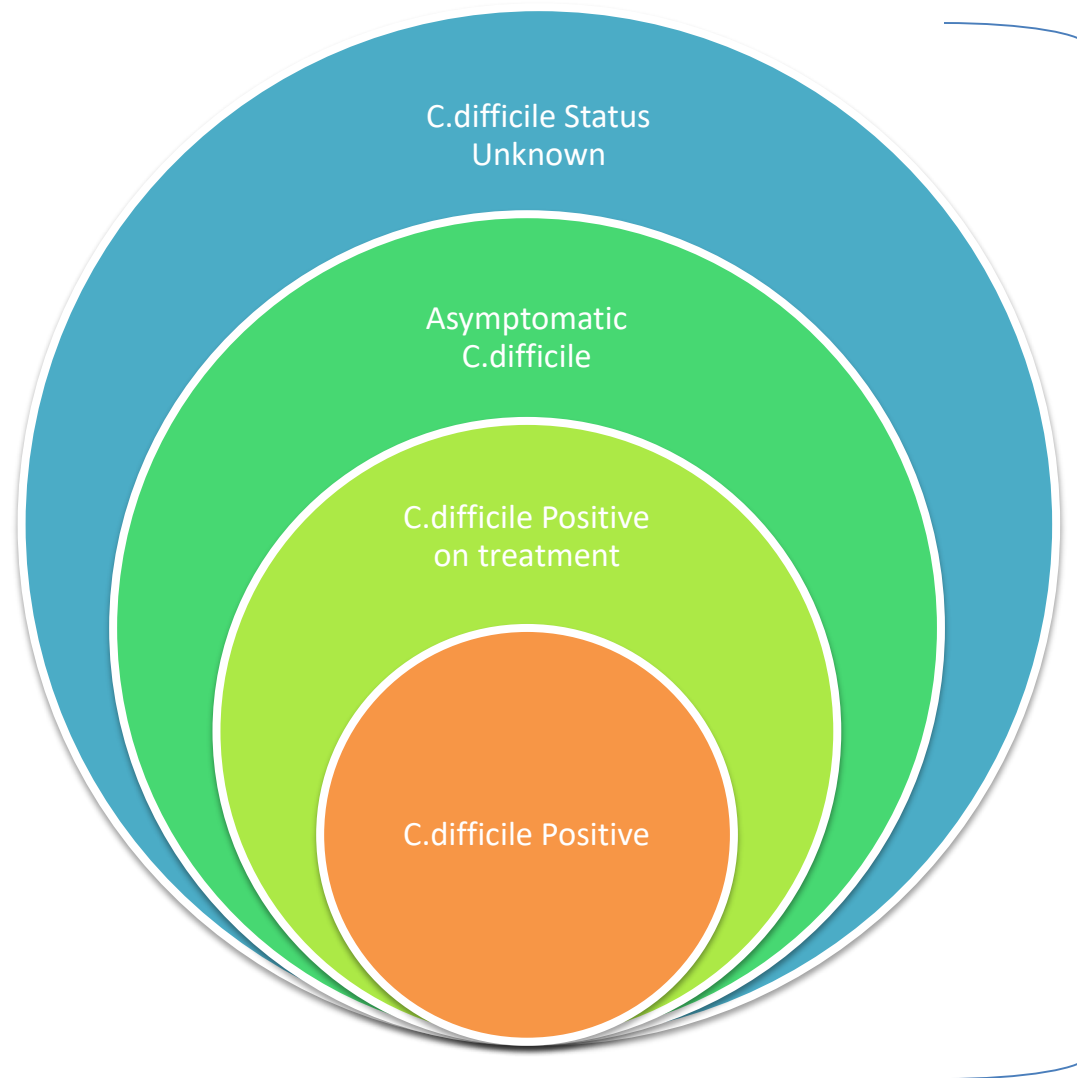 C.difficile Status
Unknown
Asymptomatic
C.difficile
C.difficile Positive
on treatment
C.difficile Positive